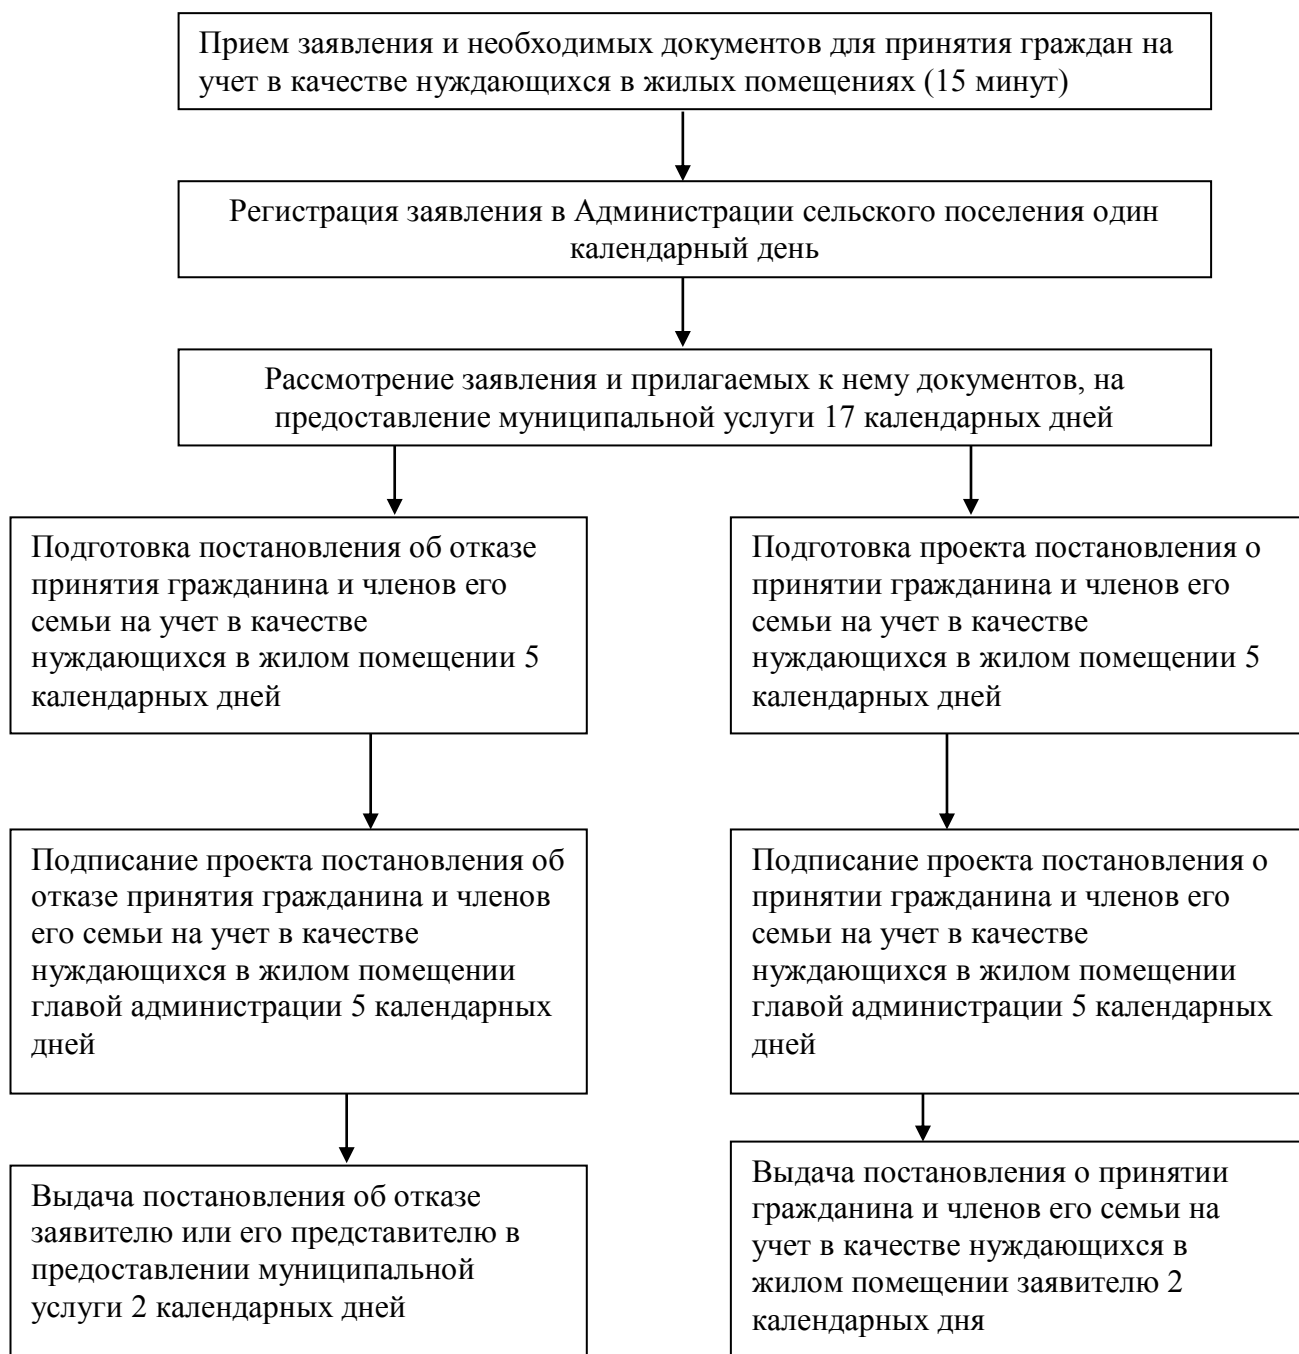 Прием заявления и необходимых документов для принятия граждан на
учет в качестве нуждающихся в жилых помещениях (15 минут)
Регистрация заявления в Администрации сельского поселения один
календарный день
Рассмотрение заявления и прилагаемых к нему документов, на
предоставление муниципальной услуги 17 календарных дней
Подготовка постановления об отказе
принятия гражданина и членов его
семьи на учет в качестве
нуждающихся в жилом помещении 5
календарных дней
Подготовка проекта постановления о
принятии гражданина и членов его
семьи на учет в качестве
нуждающихся в жилом помещении 5
календарных дней
Подписание проекта постановления об
отказе принятия гражданина и членов
его семьи на учет в качестве
нуждающихся в жилом помещении
главой администрации 5 календарных
дней
Подписание проекта постановления о
принятии гражданина и членов его
семьи на учет в качестве
нуждающихся в жилом помещении
главой администрации 5 календарных
дней
Выдача постановления об отказе
заявителю или его представителю в
предоставлении муниципальной
услуги 2 календарных дней
Выдача постановления о принятии
гражданина и членов его семьи на
учет в качестве нуждающихся в
жилом помещении заявителю 2
календарных дня